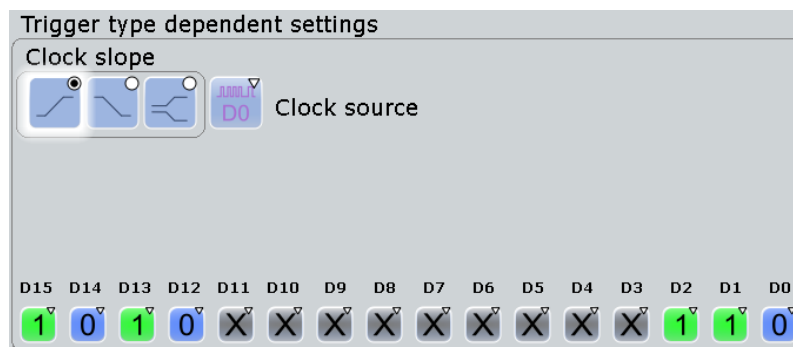 Trigger type dependent settings
Clock slope
D0 Clock source
D15 D14 D13 D12 D11 D10 D9 D8 D7 D6 D5 D4 D3 D2 D1 D0
1 0 1 0 X X X X X X X X X 1 1 0